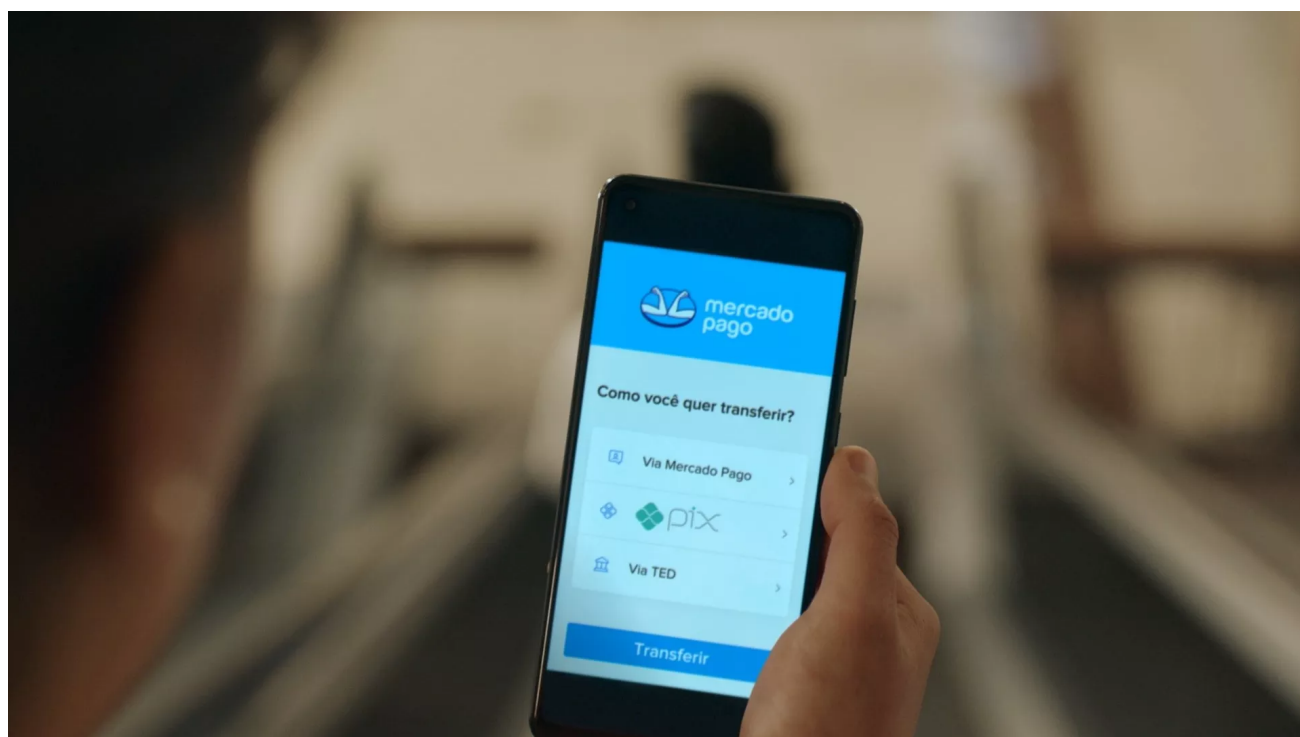 mercado
pago
Como você quer transferir?
Via Mercado Pago
pix
Via TED
Transferir